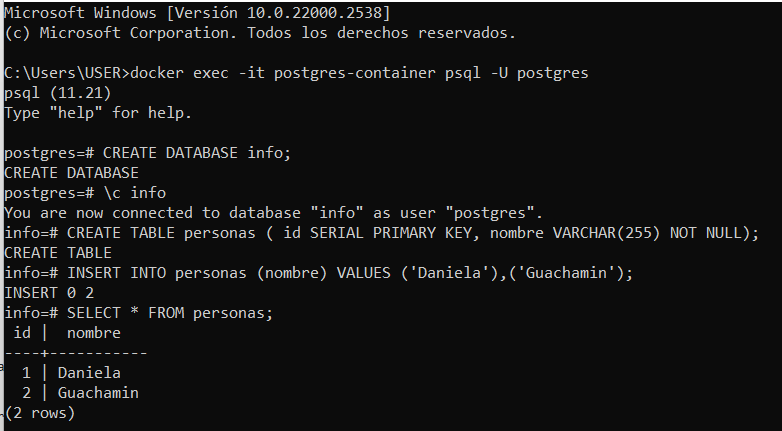 Microsoft Windows [Versión 10.0.22000.2538]
(c) Microsoft Corporation. Todos los derechos reservados.
C:\Users\USER>docker exec -it postgres-container psql -U postgres
psql (11.21)
Type "help" for help.
postgres=# CREATE DATABASE info;
CREATE DATABASE
postgres=# \c info
You are now connected to database "info" as user "postgres".
info=# CREATE TABLE personas ( id SERIAL PRIMARY KEY, nombre VARCHAR(255) NOT NULL);
CREATE TABLE
info=# INSERT INTO personas (nombre) VALUES ('Daniela'),('Guachamin');
INSERT 0 2
info=# SELECT * FROM personas;
 id |  nombre
----+-----------
  1 | Daniela
  2 | Guachamin
(2 rows)